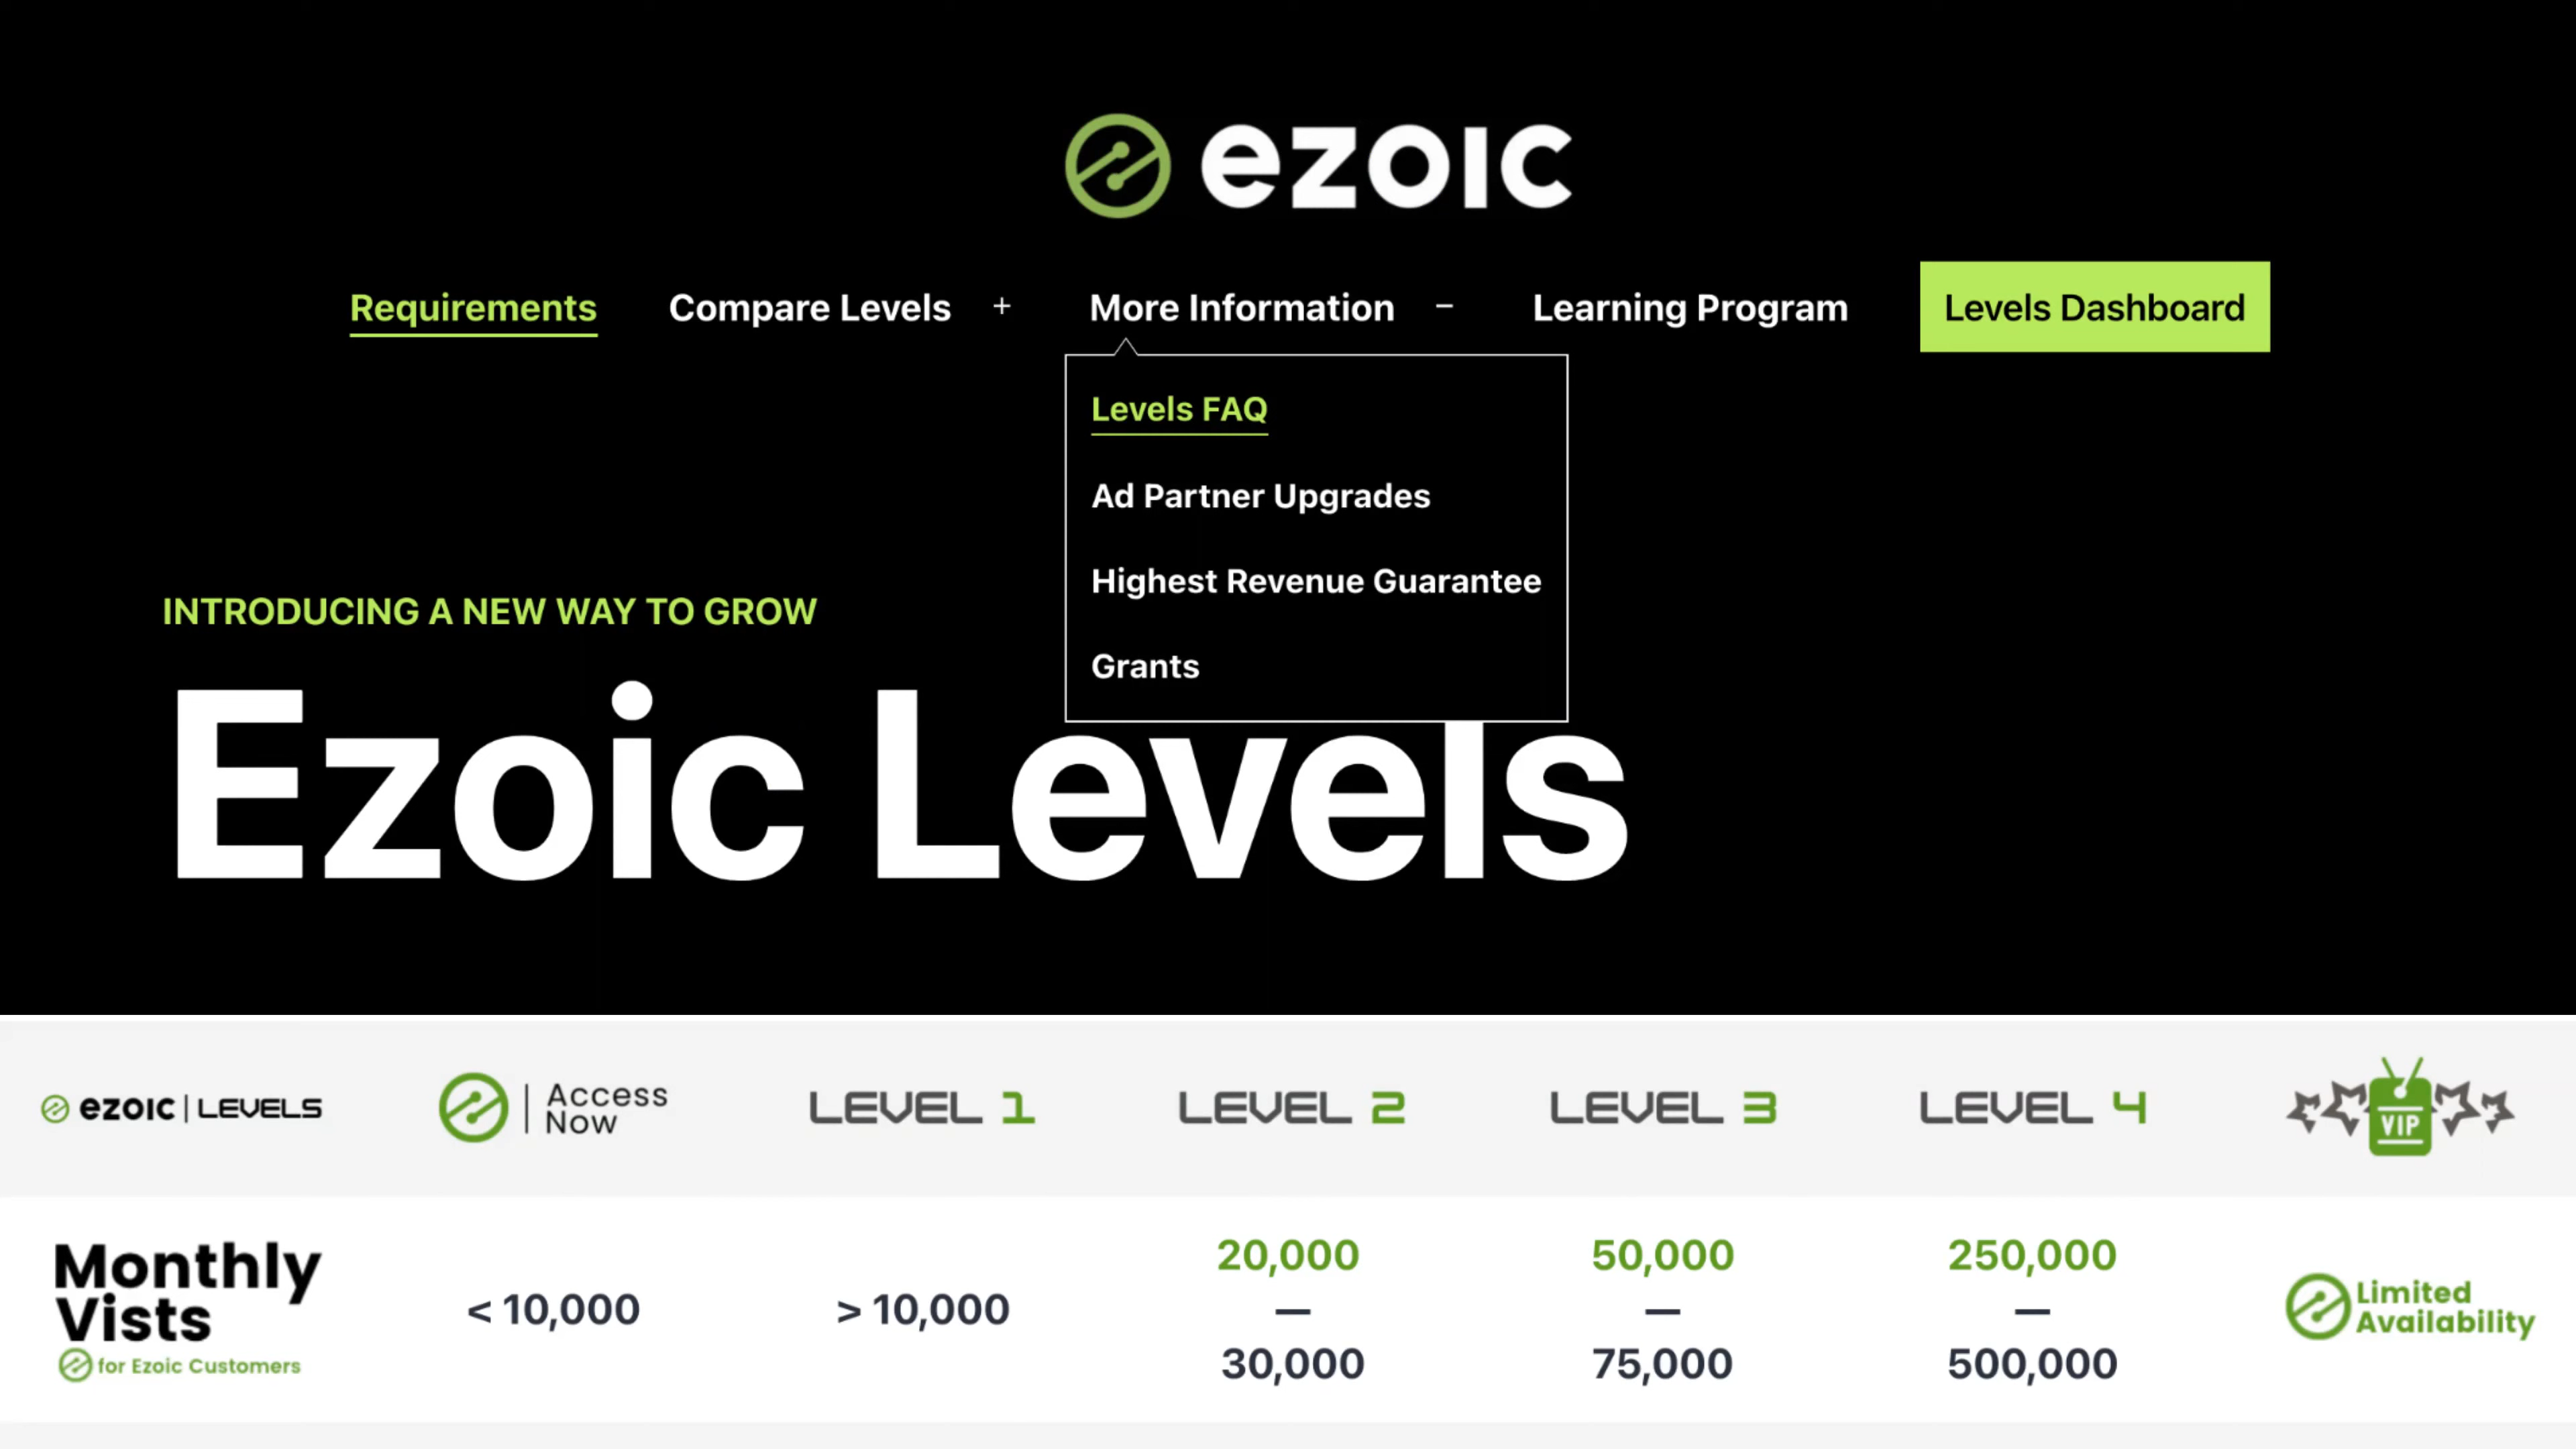 ezoic
Requirements Compare Levels + More Information − Learning Program Levels Dashboard
Levels FAQ
Ad Partner Upgrades
Highest Revenue Guarantee
Grants
INTRODUCING A NEW WAY TO GROW
Ezoic Levels
ezoic | LEVELS
Access
Now
LEVEL 1
LEVEL 2
LEVEL 3
LEVEL 4
VIP
Monthly
Vists
for Ezoic Customers
< 10,000
> 10,000
20,000
—
30,000
50,000
—
75,000
250,000
—
500,000
Limited
Availability